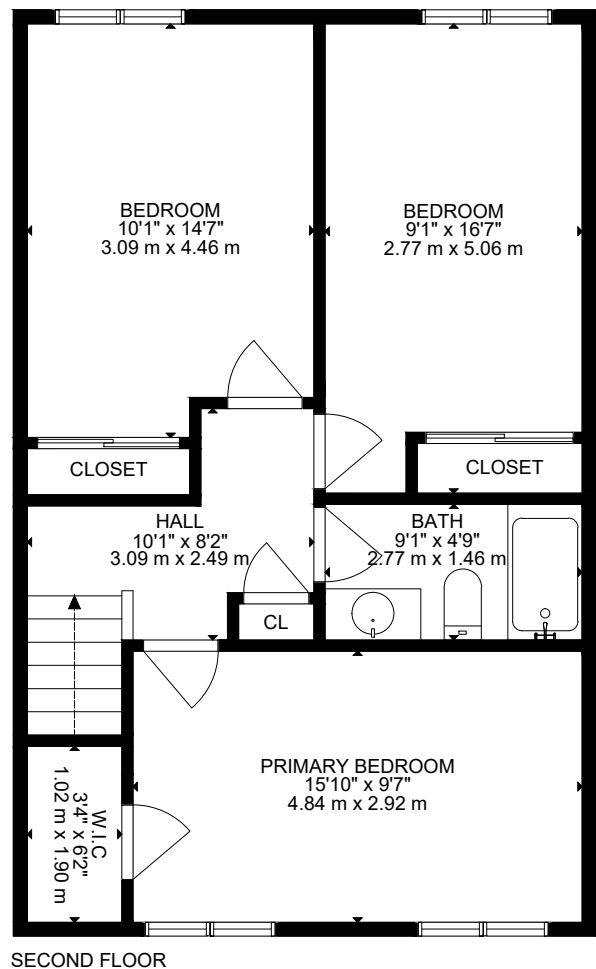 BEDROOM
10'1" x 14'7"
3.09 m x 4.46 m
BEDROOM
9'1" x 16'7"
2.77 m x 5.06 m
CLOSET
CLOSET
HALL
10'1" x 8'2"
3.09 m x 2.49 m
BATH
9'1" x 4'9"
2.77 m x 1.46 m
CL
PRIMARY BEDROOM
15'10" x 9'7"
4.84 m x 2.92 m
W.I.C
3'4" x 6'2"
1.02 m x 1.90 m
SECOND FLOOR